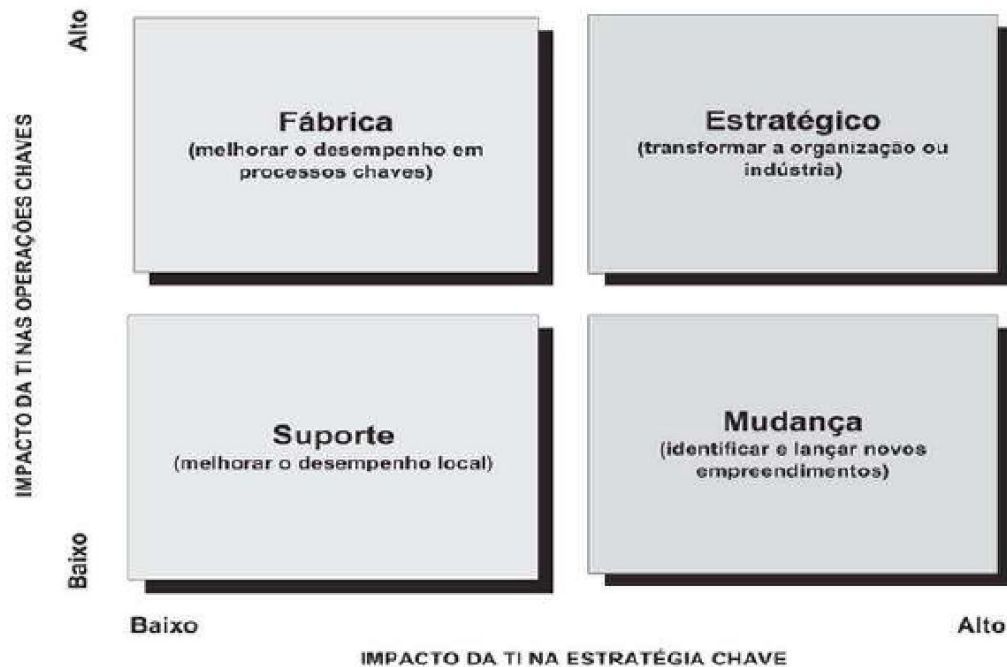 Alto
IMPACTO DA TI NAS OPERAÇÕES CHAVES
Baixo
Fábrica
(melhorar o desempenho em
processos chaves)
Estratégico
(transformar a organização ou
indústria)
Suporte
(melhorar o desempenho local)
Mudança
(identificar e lançar novos
empreendimentos)
Baixo
Alto
IMPACTO DA TI NA ESTRATÉGIA CHAVE